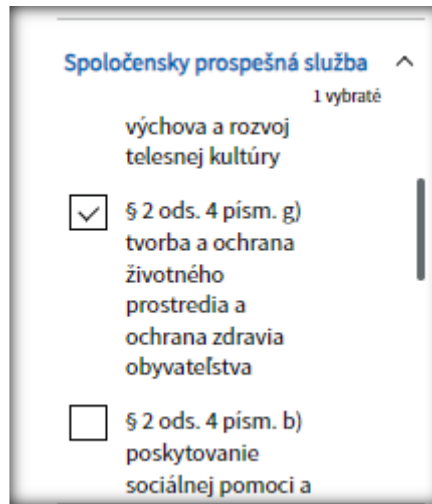 Spoločensky prospešná služba
1 vybraté
výchova a rozvoj
telesnej kultúry
§ 2 ods. 4 písm. g)
tvorba a ochrana
životného
prostredia a
ochrana zdravia
obyvateľstva
§ 2 ods. 4 písm. b)
poskytovanie
sociálnej pomoci a